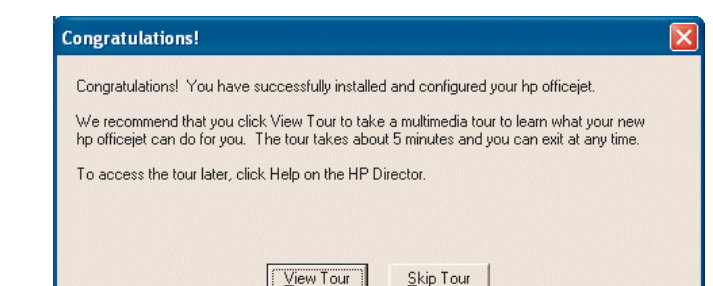 Congratulations!
Congratulations! You have successfully installed and configured your hp officejet.
We recommend that you click View Tour to take a multimedia tour to learn what your new
hp officejet can do for you. The tour takes about 5 minutes and you can exit at any time.
To access the tour later, click Help on the HP Director.
View Tour Skip Tour